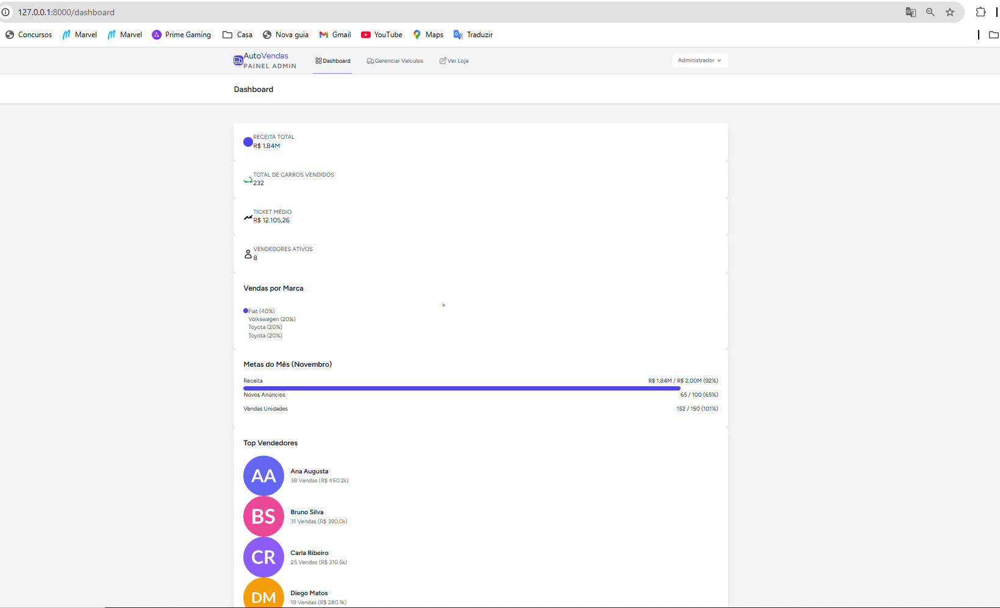 127.0.0.1:8000/dashboard
Concursos Marvel Marvel Prime Gaming Casa Nova guia Gmail YouTube Maps Traduzir
AutoVendas
PAINEL ADMIN
Dashboard Gerenciar Veículos Ver Loja Administrador
Dashboard
RECEITA TOTAL
R$ 1.84M
TOTAL DE CARROS VENDIDOS
232
TICKET MÉDIO
R$ 12.105,26
VENDEDORES ATIVOS
8
Vendas por Marca
>
Fiat (40%)
Volkswagen (20%)
Toyota (20%)
Toyota (20%)
Metas do Mês (Novembro)
Receita R$ 1.84M / R$ 2.00M (92%)
Novos Anúncios 65 / 100 (65%)
Vendas Unidades 152 / 150 (101%)
Top Vendedores
AA
Ana Augusta
38 Vendas (R$ 450.2k)
BS
Bruno Silva
31 Vendas (R$ 390.0k)
CR
Carla Ribeiro
25 Vendas (R$ 310.5k)
DM
Diego Matos
19 Vendas (R$ 280.1k)